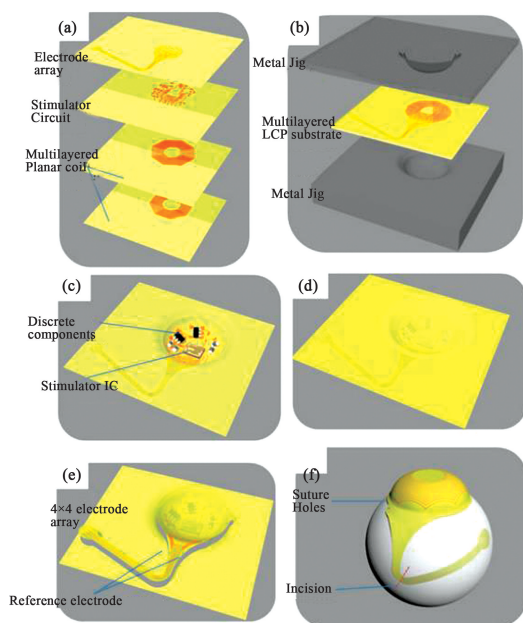 (a)
Electrode
array
Stimulator
Circuit
Multilayered
Planar coil
(b)
Metal Jig
Multilayered
LCP substrate
Metal Jig
(c)
Discrete
components
Stimulator IC
(d)
(e)
4×4 electrode
array
Reference electrode
(f)
Suture
Holes
Incision